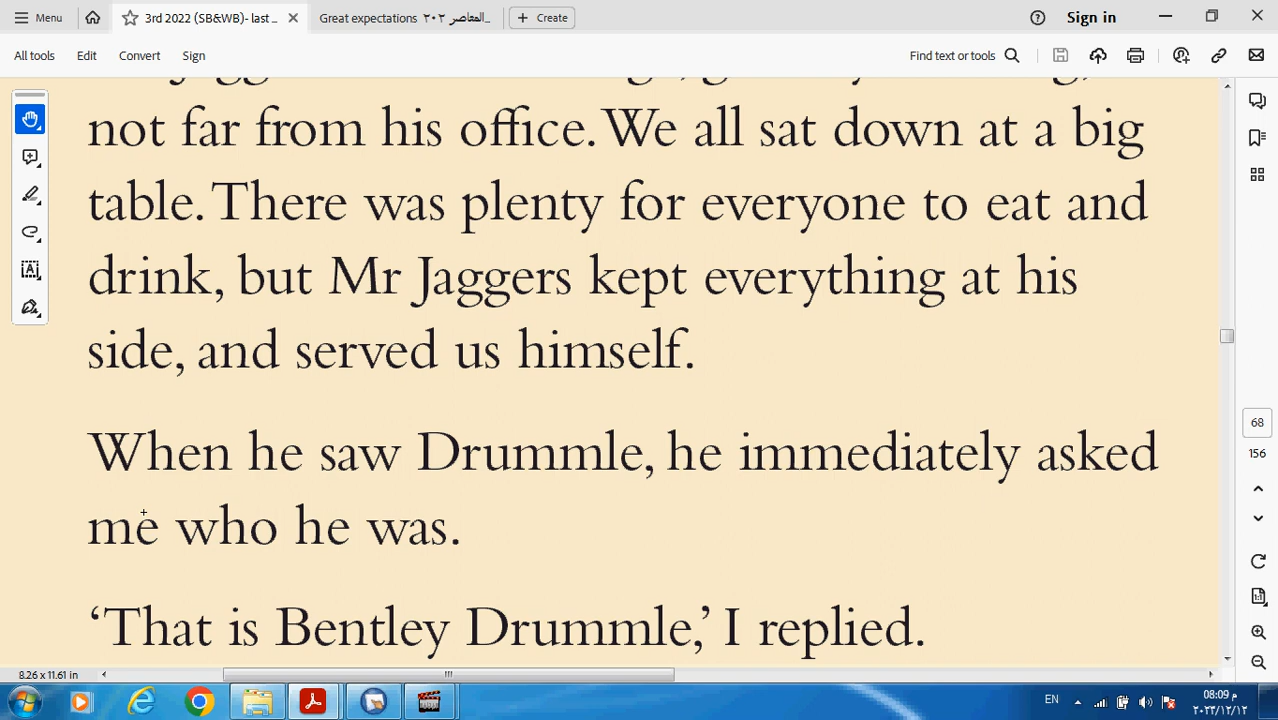 Menu
3rd 2022 (SB&WB)- last ...
Great expectations المعاصر ٢٠٢...
Create
Sign in
All tools
Edit
Convert
Sign
Find text or tools
not far from his office. We all sat down at a big
table. There was plenty for everyone to eat and
drink, but Mr Jaggers kept everything at his
side, and served us himself.
When he saw Drummle, he immediately asked
me who he was.
‘That is Bentley Drummle,’ I replied.
68
156
8.26 x 11.61 in
EN
08:09 م
٢٠٢٣/١٢/١٢